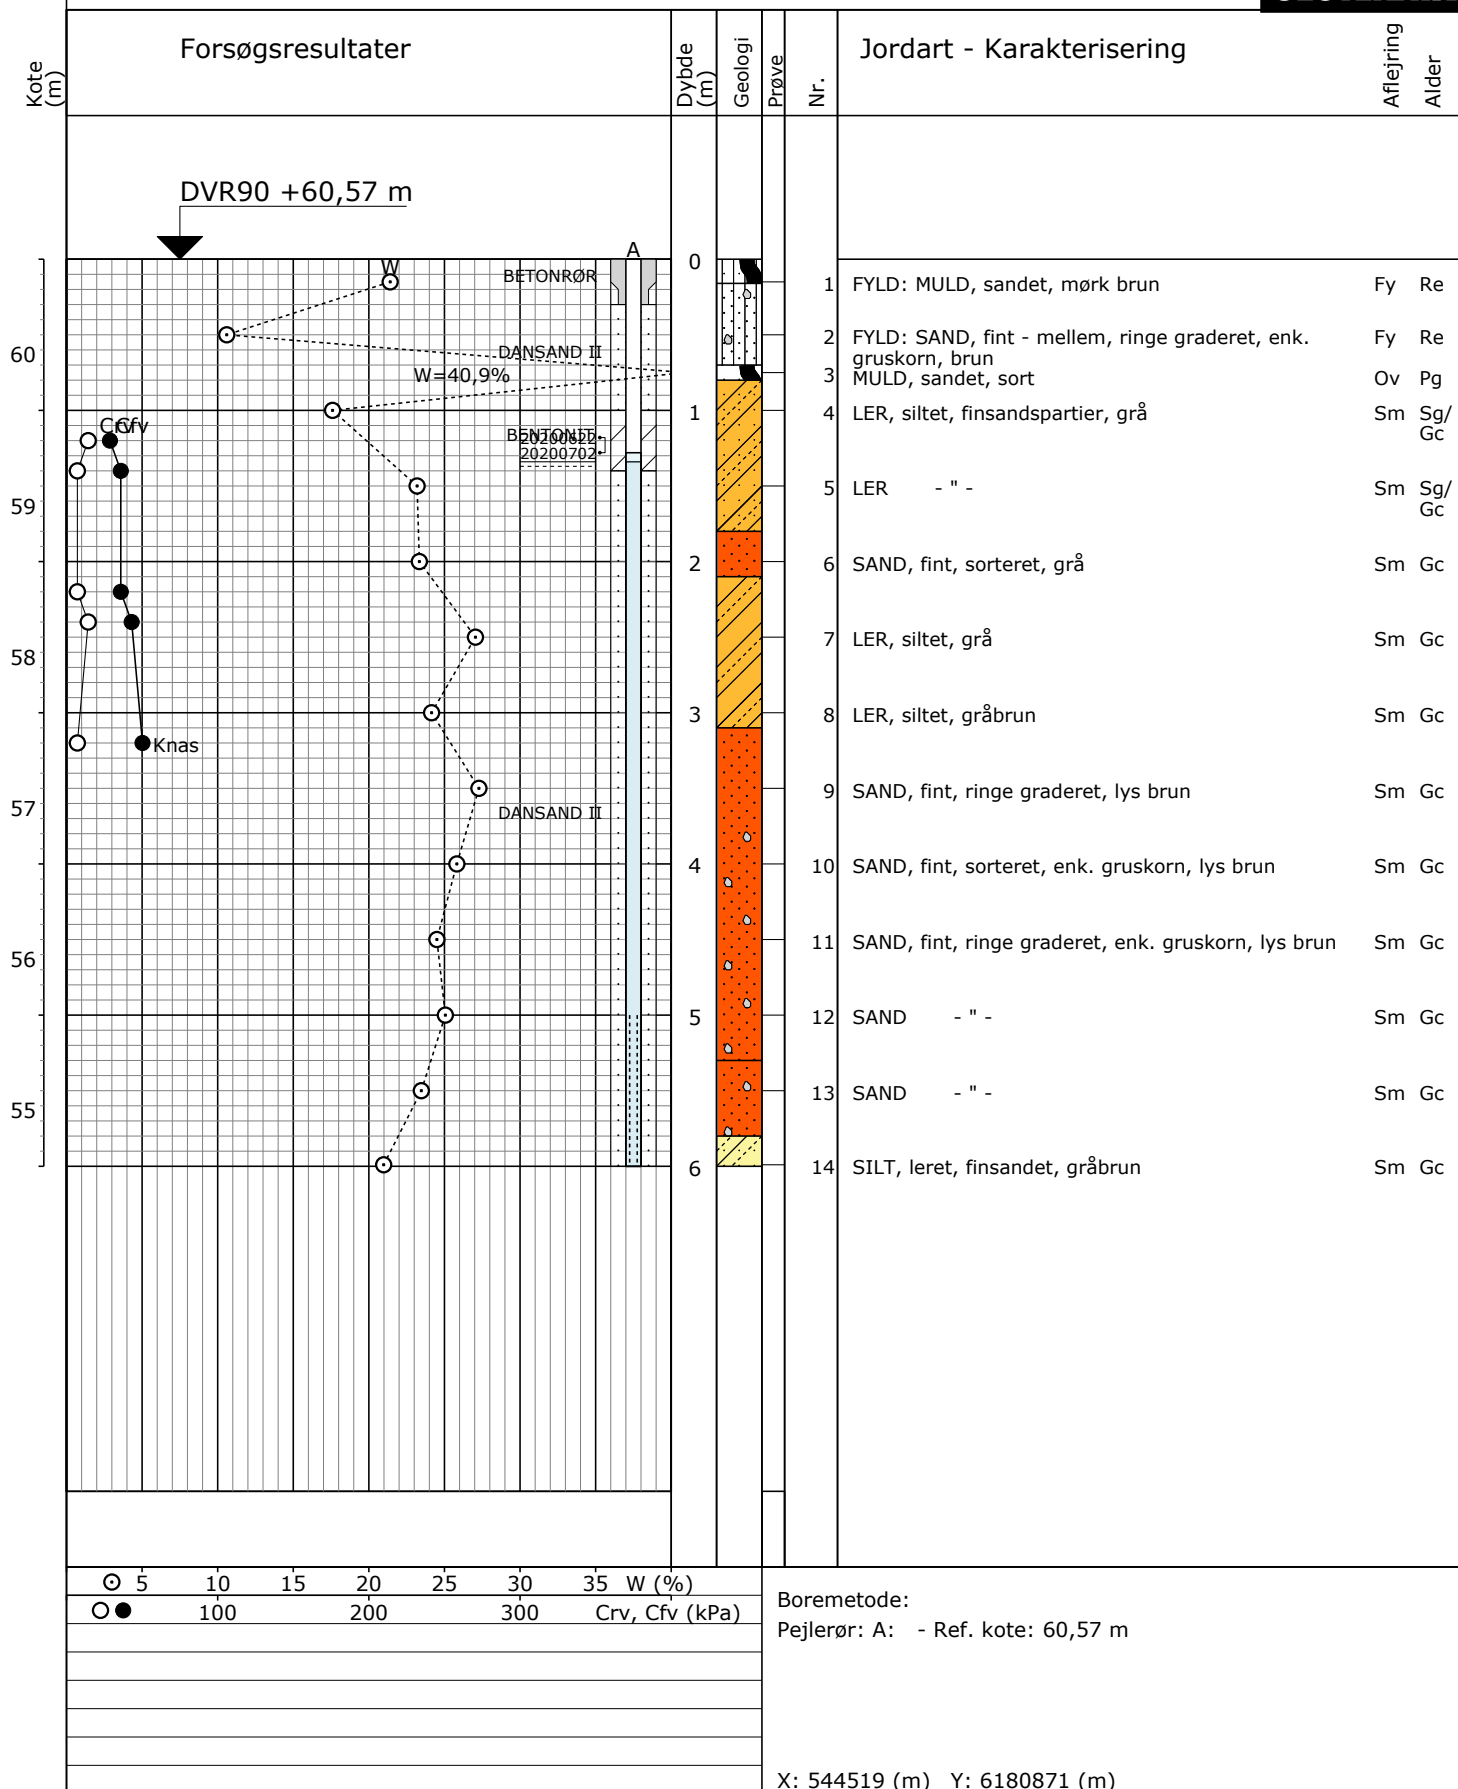 Forsøgsresultater
Jordart - Karakterisering
Kote
(m)
Dybde
(m)
Geologi
Prøve
Nr.
Aflejring
Alder
DVR90 +60,57 m
A
W
BETONRØR
0
1 FYLD: MULD, sandet, mørk brun Fy Re
2 FYLD: SAND, fint - mellem, ringe graderet, enk. Fy Re
gruskorn, brun
60
DANSAND II
W=40,9%
3 MULD, sandet, sort Ov Pg
1
4 LER, siltet, finsandspartier, grå Sm Sg/
Gc
Crv Cfv
BENTONIT
20200622
20200702
59
5 LER - " - Sm Sg/
Gc
2
6 SAND, fint, sorteret, grå Sm Gc
58
7 LER, siltet, grå Sm Gc
3
8 LER, siltet, gråbrun Sm Gc
Knas
57
9 SAND, fint, ringe graderet, lys brun Sm Gc
DANSAND II
4
10 SAND, fint, sorteret, enk. gruskorn, lys brun Sm Gc
56
11 SAND, fint, ringe graderet, enk. gruskorn, lys brun Sm Gc
5
12 SAND - " - Sm Gc
55
13 SAND - " - Sm Gc
6
14 SILT, leret, finsandet, gråbrun Sm Gc
5 10 15 20 25 30 35 W (%)
100 200 300 Crv, Cfv (kPa)
Boremetode:
Pejlerør: A: - Ref. kote: 60,57 m
X: 544519 (m) Y: 6180871 (m)